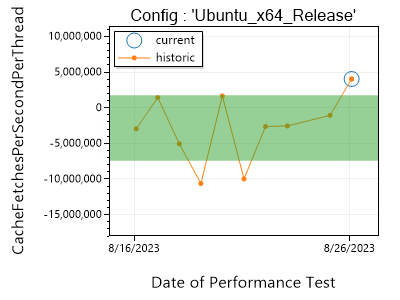 Config : 'Ubuntu_x64_Release'
CacheFetchesPerSecondPerThread
10,000,000
5,000,000
0
-5,000,000
-10,000,000
-15,000,000
current
historic
8/16/2023
8/26/2023
Date of Performance Test